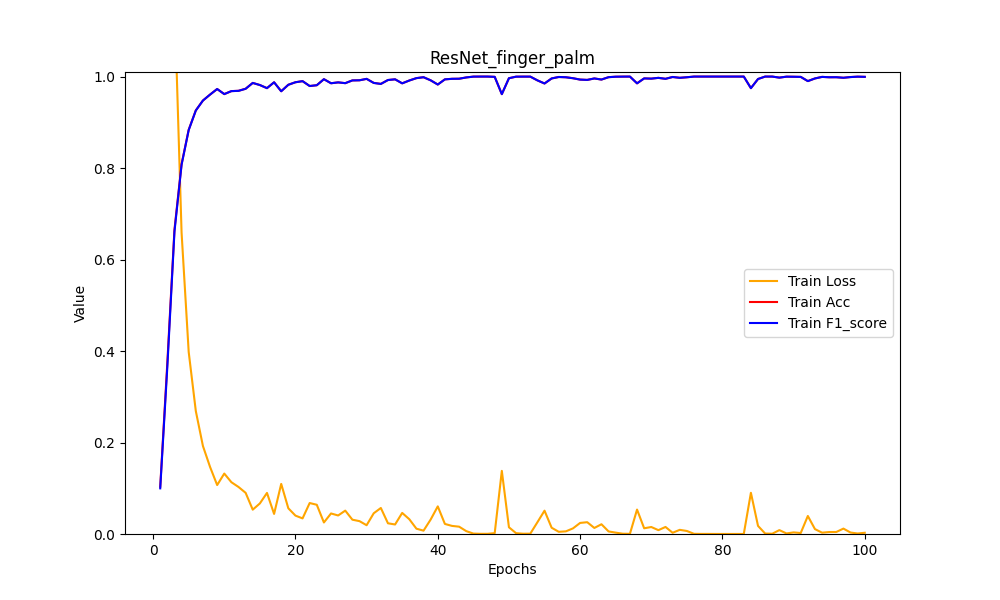 ResNet_finger_palm
1.0
0.8
0.6
0.4
0.2
0.0
Value
Train Loss
Train Acc
Train F1_score
0 20 40 60 80 100
Epochs